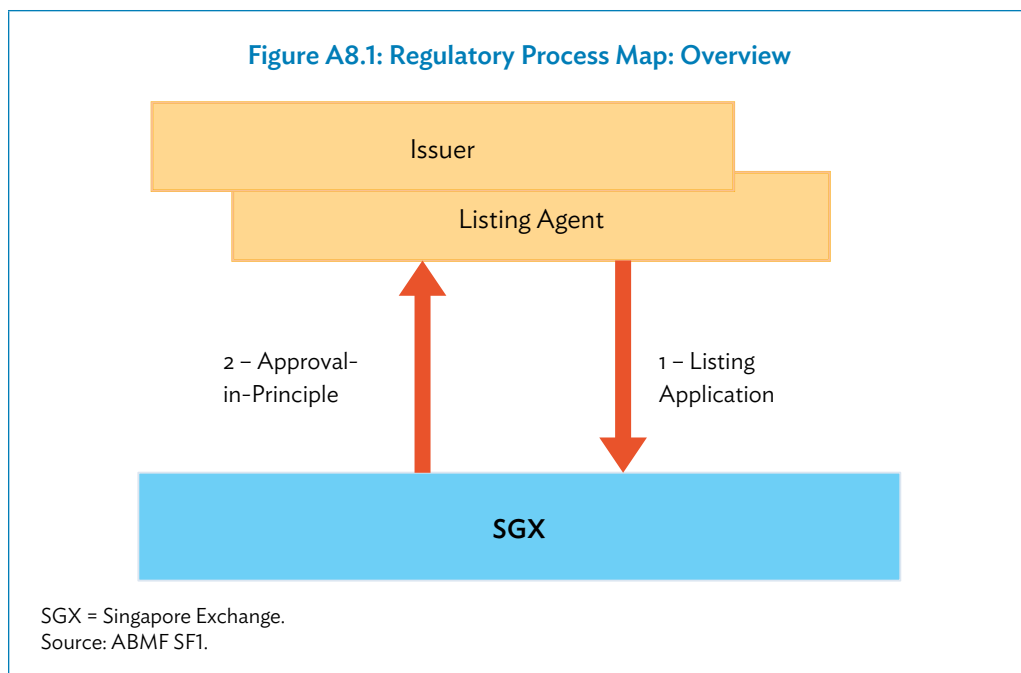 Figure A8.1: Regulatory Process Map: Overview
Issuer
Listing Agent
2 – Approval-
in-Principle
1 – Listing
Application
SGX
SGX = Singapore Exchange.
Source: ABMF SF1.